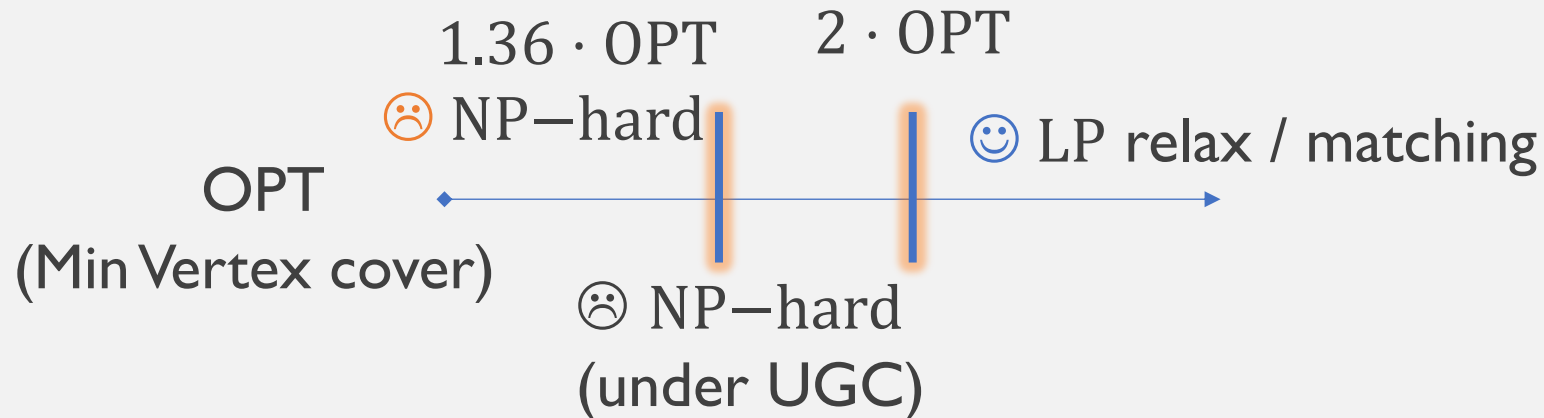 1.36 · OPT
2 · OPT
☹ NP−hard
☺ LP relax / matching
OPT
(Min Vertex cover)
☹ NP−hard
(under UGC)